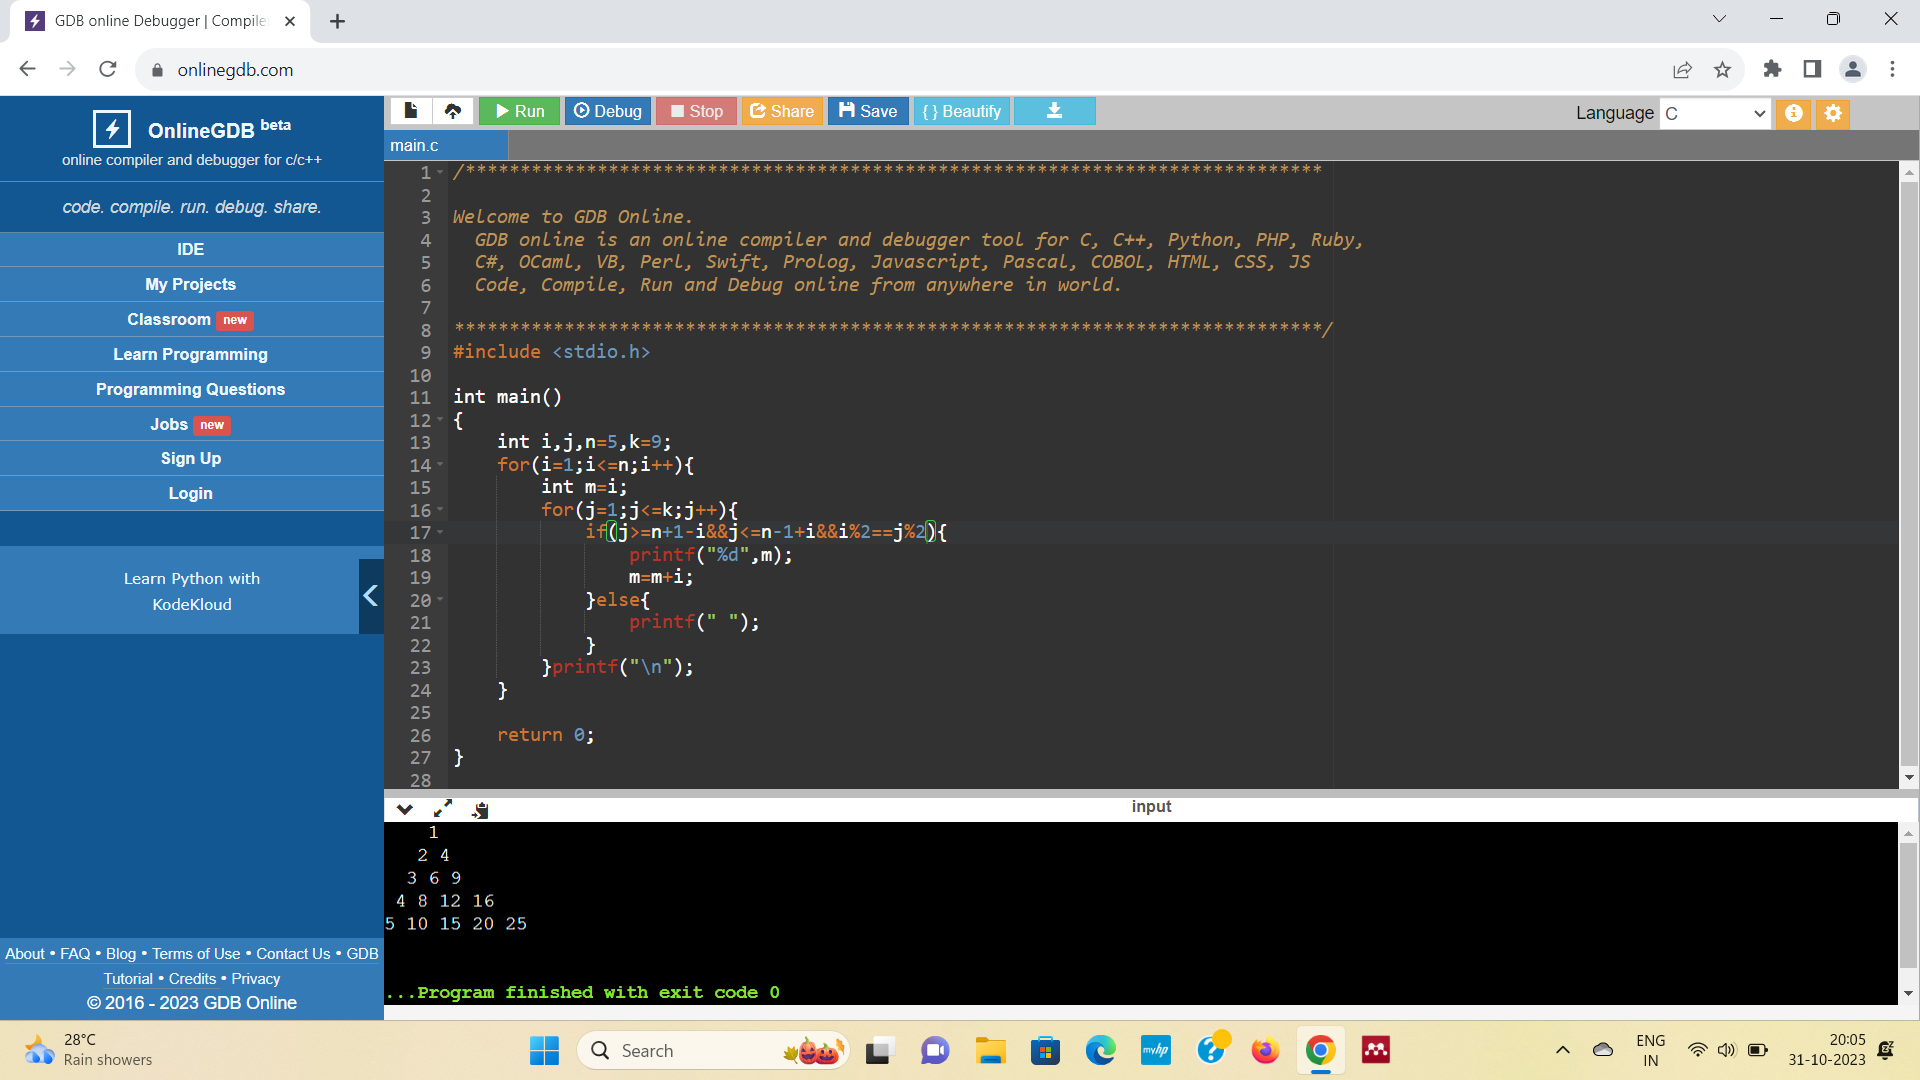 GDB online Debugger | Compile
onlinegdb.com
OnlineGDB beta
online compiler and debugger for c/c++
code. compile. run. debug. share.
IDE
My Projects
Classroom new
Learn Programming
Programming Questions
Jobs new
Sign Up
Login
Learn Python with
KodeKloud
About • FAQ • Blog • Terms of Use • Contact Us • GDB
Tutorial • Credits • Privacy
© 2016 - 2023 GDB Online
Run Debug Stop Share Save { } Beautify
Language C
main.c
1 /******************************************************************************
2
3 Welcome to GDB Online.
4   GDB online is an online compiler and debugger tool for C, C++, Python, PHP, Ruby,
5   C#, OCaml, VB, Perl, Swift, Prolog, Javascript, Pascal, COBOL, HTML, CSS, JS
6   Code, Compile, Run and Debug online from anywhere in world.
7
8 *******************************************************************************/
9 #include <stdio.h>
10
11 int main()
12 {
13     int i,j,n=5,k=9;
14     for(i=1;i<=n;i++){
15         int m=i;
16         for(j=1;j<=k;j++){
17             if(j>=n+1-i&&j<=n-1+i&&i%2==j%2){
18                 printf("%d",m);
19                 m=m+i;
20             }else{
21                 printf(" ");
22             }
23         }printf("\n");
24     }
25
26     return 0;
27 }
28
input
    1
   2 4
  3 6 9
 4 8 12 16
5 10 15 20 25
...Program finished with exit code 0
28°C
Rain showers
Search
myhp
ENG
IN
20:05
31-10-2023